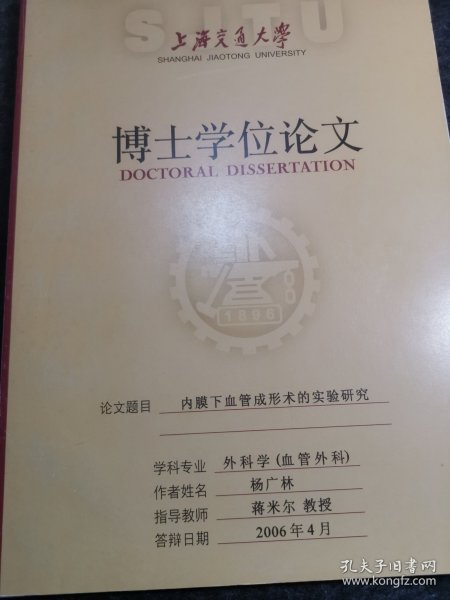 SJTU
上海交通大学
SHANGHAI JIAOTONG UNIVERSITY
博士学位论文
DOCTORAL DISSERTATION
1896
论文题目 内膜下血管成形术的实验研究
学科专业 外科学(血管外科)
作者姓名 杨广林
指导教师 蒋米尔 教授
答辩日期 2006年4月
孔夫子旧书网
www.kongfz.com